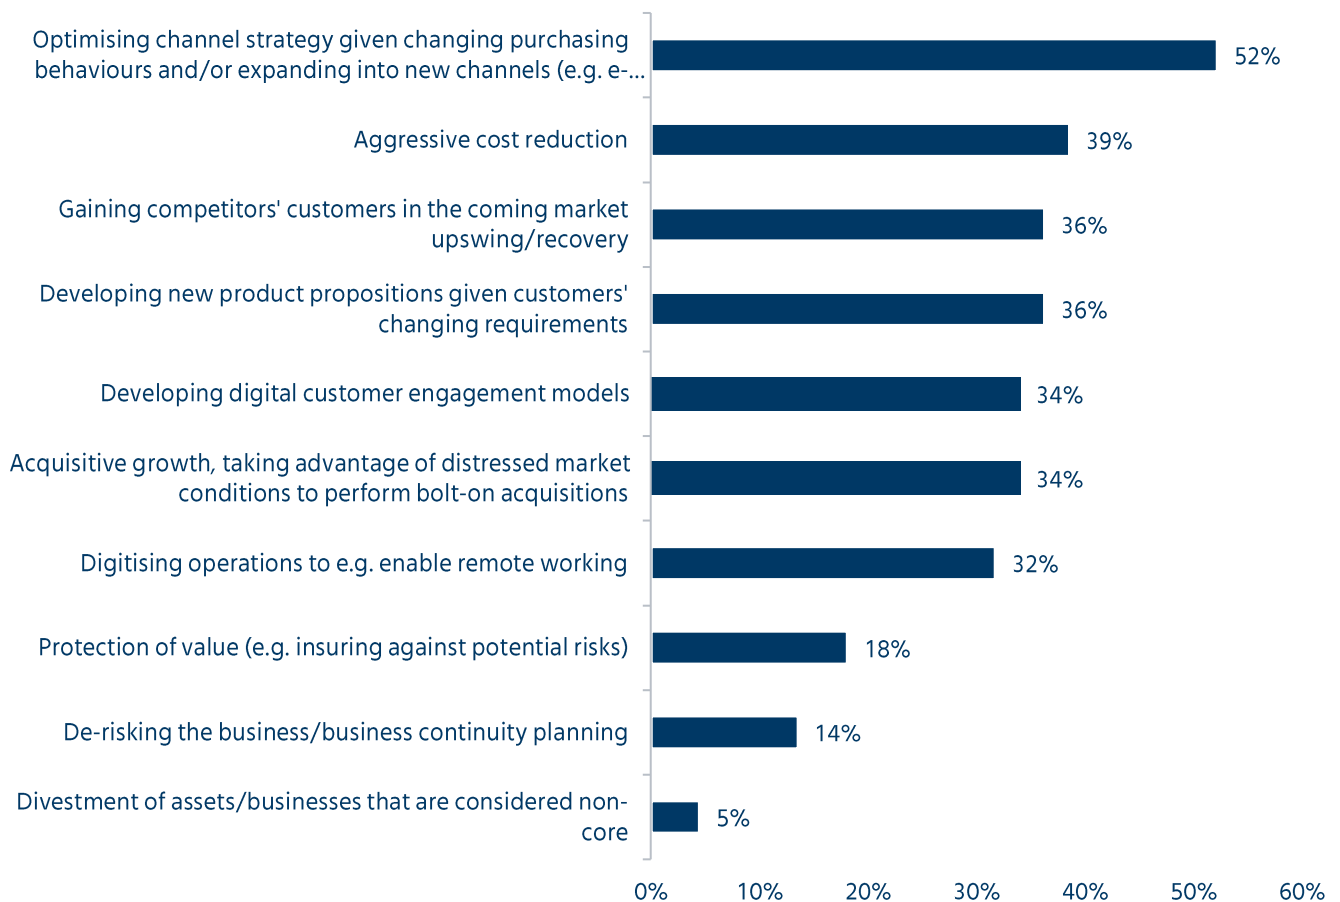 Optimising channel strategy given changing purchasing
behaviours and/or expanding into new channels (e.g. e-...
52%
Aggressive cost reduction
39%
Gaining competitors' customers in the coming market
upswing/recovery
36%
Developing new product propositions given customers'
changing requirements
36%
Developing digital customer engagement models
34%
Acquisitive growth, taking advantage of distressed market
conditions to perform bolt-on acquisitions
34%
Digitising operations to e.g. enable remote working
32%
Protection of value (e.g. insuring against potential risks)
18%
De-risking the business/business continuity planning
14%
Divestment of assets/businesses that are considered non-
core
5%
0% 10% 20% 30% 40% 50% 60%